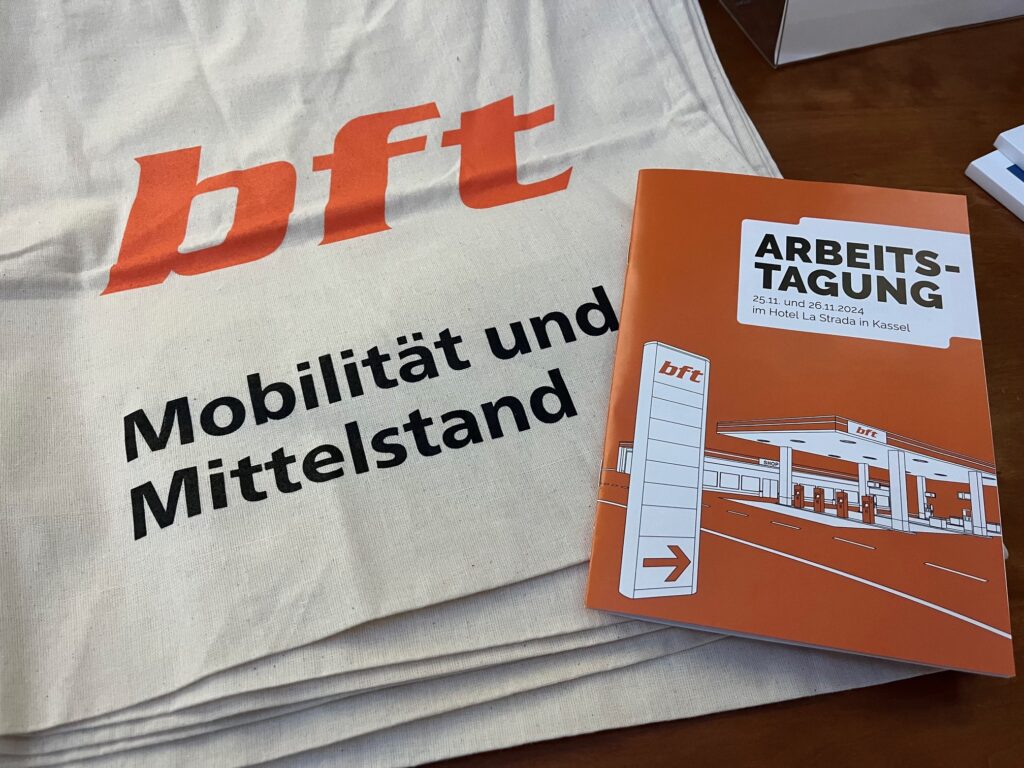 bft
Mobilität und
Mittelstand
ARBEITS-
TAGUNG
25.11. und 26.11.2024
im Hotel La Strada in Kassel
bft
bft
SHOP